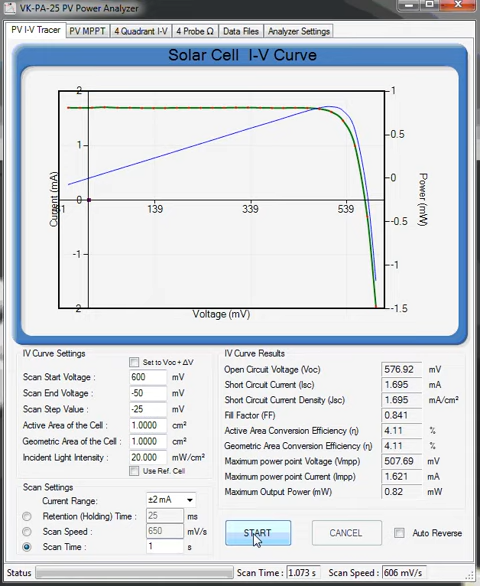 VK-PA-25 PV Power Analyzer
PV I-V Tracer PV MPPT 4 Quadrant I-V 4 Probe Ω Data Files Analyzer Settings
Solar Cell I-V Curve
2 1
1 0.5
0 0
-1 -0.5
2 -1
-1.5
61 139 339 539
Current (mA)
Power (mW)
Voltage (mV)
IV Curve Settings
Set to Voc + ΔV
Scan Start Voltage : 600 mV
Scan End Voltage : -50 mV
Scan Step Value : -25 mV
Active Area of the Cell : 1.0000 cm²
Geometric Area of the Cell : 1.0000 cm²
Incident Light Intensity : 20.000 mW/cm²
Use Ref. Cell
IV Curve Results
Open Circuit Voltage (Voc) 576.92 mV
Short Circuit Current (Isc) 1.695 mA
Short Circuit Current Density (Jsc) 1.695 mA/cm²
Fill Factor (FF) 0.841
Active Area Conversion Efficiency (η) 4.11 %
Geometric Area Conversion Efficiency (η) 4.11 %
Maximum power point Voltage (Vmpp) 507.69 mV
Maximum power point Current (Impp) 1.621 mA
Maximum Output Power (mW) 0.82 mW
Scan Settings
Current Range: ±2 mA
Retention (Holding) Time : 25 ms
Scan Speed : 650 mV/s
Scan Time : 1 s
START CANCEL Auto Reverse
Status Scan Time : 1.073 s Scan Speed : 606 mV/s